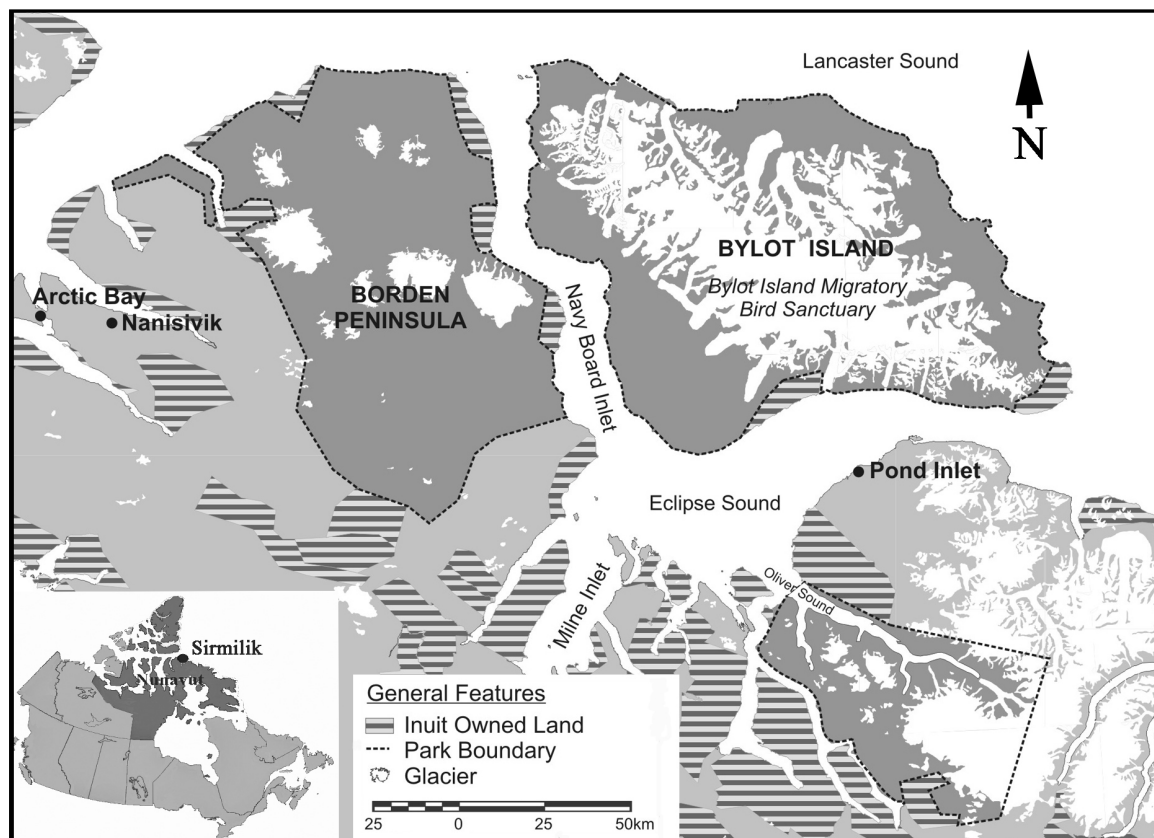 Lancaster Sound
N
BYLOT ISLAND
Bylot Island Migratory
Bird Sanctuary
Arctic Bay
Nanisivik
BORDEN
PENINSULA
Navy Board Inlet
Pond Inlet
Eclipse Sound
Oliver Sound
Milne Inlet
Sirmilik
Nunavut
General Features
Inuit Owned Land
Park Boundary
Glacier
25 0 25 50km